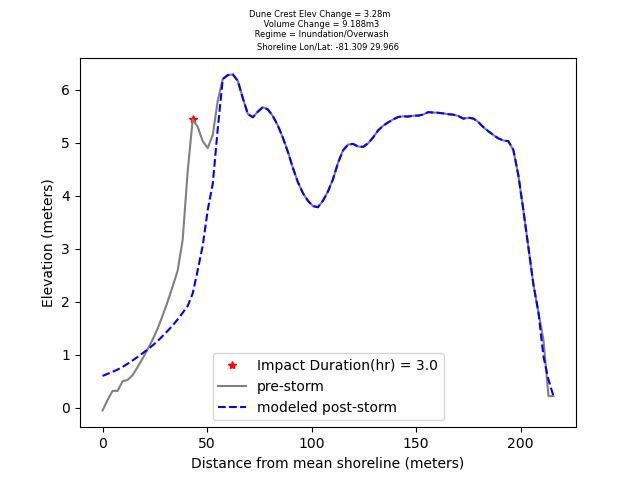 Dune Crest Elev Change = 3.28m
Volume Change = 9.188m3
Regime = Inundation/Overwash
Shoreline Lon/Lat: -81.309 29.966
6
5
4
3
2
1
0
Elevation (meters)
Impact Duration(hr) = 3.0
pre-storm
modeled post-storm
0 50 100 150 200
Distance from mean shoreline (meters)